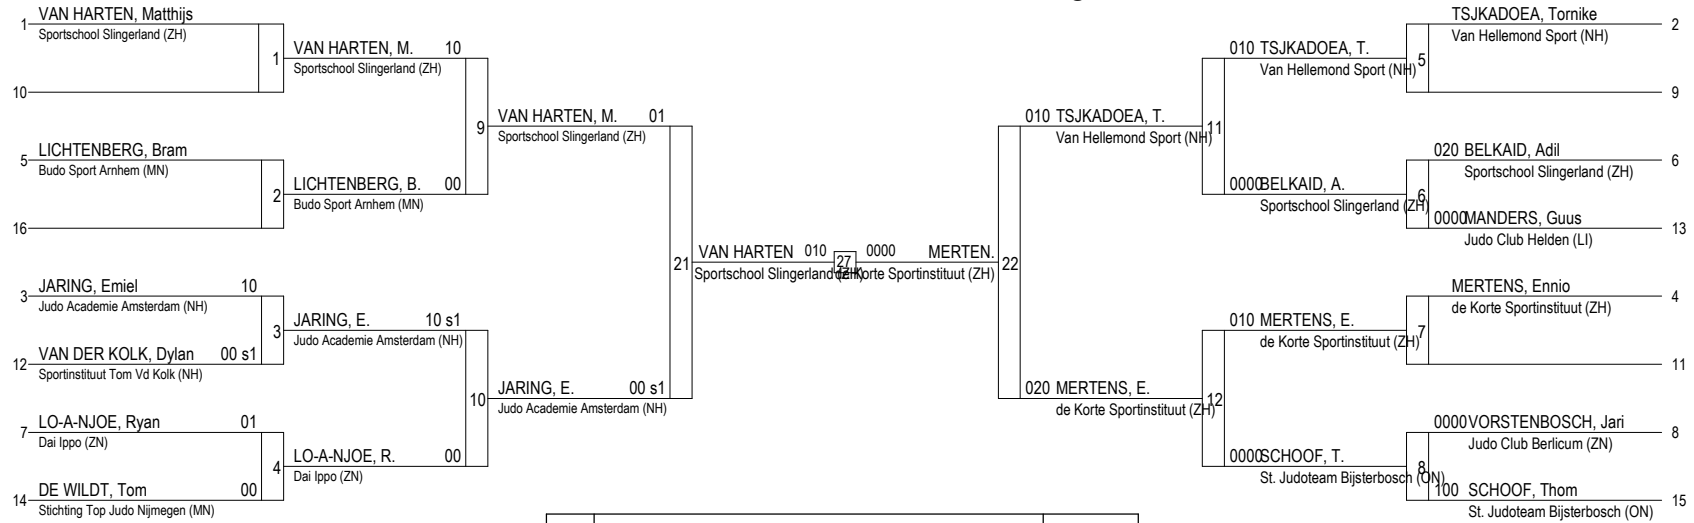 VAN HARTEN, Matthijs
1
Sportschool Slingerland (ZH)
1
VAN HARTEN, M. 10
Sportschool Slingerland (ZH)
10
9
VAN HARTEN, M. 01
Sportschool Slingerland (ZH)
LICHTENBERG, Bram
5
Budo Sport Arnhem (MN)
2
LICHTENBERG, B. 00
Budo Sport Arnhem (MN)
16
21
VAN HARTEN 010
Sportschool Slingerland (ZH)
27
0000 MERTEN.
de Korte Sportinstituut (ZH)
22
JARING, Emiel 10
3
Judo Academie Amsterdam (NH)
3
JARING, E. 10 s1
Judo Academie Amsterdam (NH)
VAN DER KOLK, Dylan 00 s1
12
Sportinstituut Tom Vd Kolk (NH)
10
JARING, E. 00 s1
Judo Academie Amsterdam (NH)
LO-A-NJOE, Ryan 01
7
Dai Ippo (ZN)
4
LO-A-NJOE, R. 00
Dai Ippo (ZN)
DE WILDT, Tom 00
14
Stichting Top Judo Nijmegen (MN)
TSJKADOEA, Tornike
2
Van Hellemond Sport (NH)
5
010 TSJKADOEA, T.
Van Hellemond Sport (NH)
9
010 TSJKADOEA, T.
Van Hellemond Sport (NH)
11
020 BELKAID, Adil
6
Sportschool Slingerland (ZH)
6
0000 BELKAID, A.
Sportschool Slingerland (ZH)
0000 MANDERS, Guus
13
Judo Club Helden (LI)
MERTENS, Ennio
4
de Korte Sportinstituut (ZH)
7
010 MERTENS, E.
de Korte Sportinstituut (ZH)
11
020 MERTENS, E.
de Korte Sportinstituut (ZH)
12
0000 VORSTENBOSCH, Jari
8
Judo Club Berlicum (ZN)
8
0000 SCHOOF, T.
St. Judoteam Bijsterbosch (ON)
100 SCHOOF, Thom
15
St. Judoteam Bijsterbosch (ON)